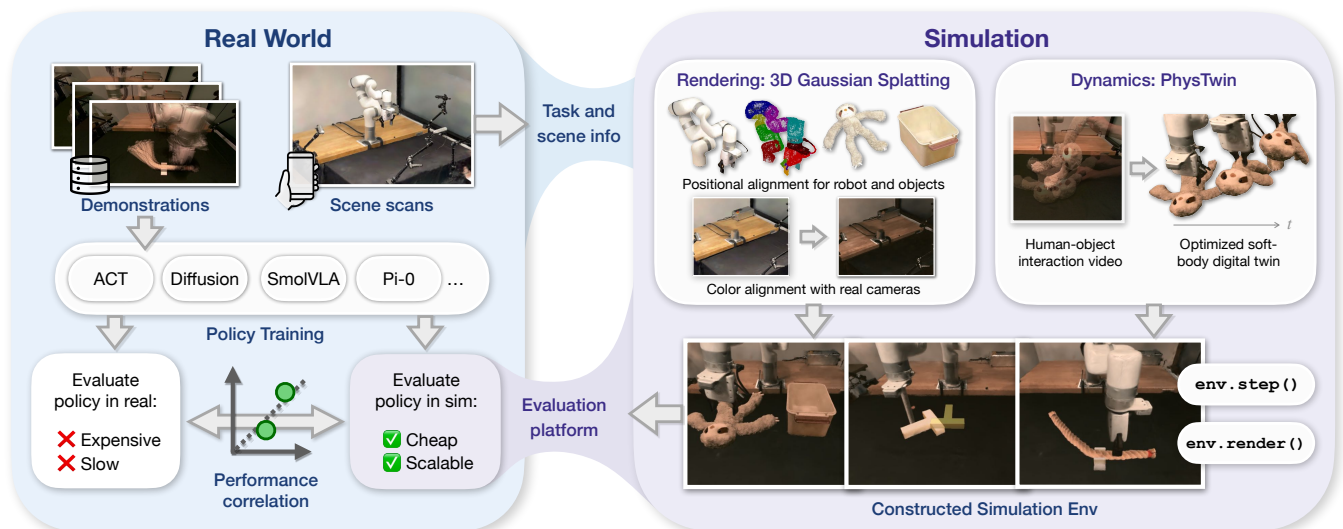 Real World
Demonstrations
Scene scans
ACT
Diffusion
SmolVLA
Pi-0
...
Policy Training
Evaluate
policy in real:
Expensive
Slow
Performance
correlation
Evaluate
policy in sim:
Cheap
Scalable
Task and
scene info
Evaluation
platform
Simulation
Rendering: 3D Gaussian Splatting
Positional alignment for robot and objects
Color alignment with real cameras
Dynamics: PhysTwin
t
Human-object
interaction video
Optimized soft-
body digital twin
env.step()
env.render()
Constructed Simulation Env